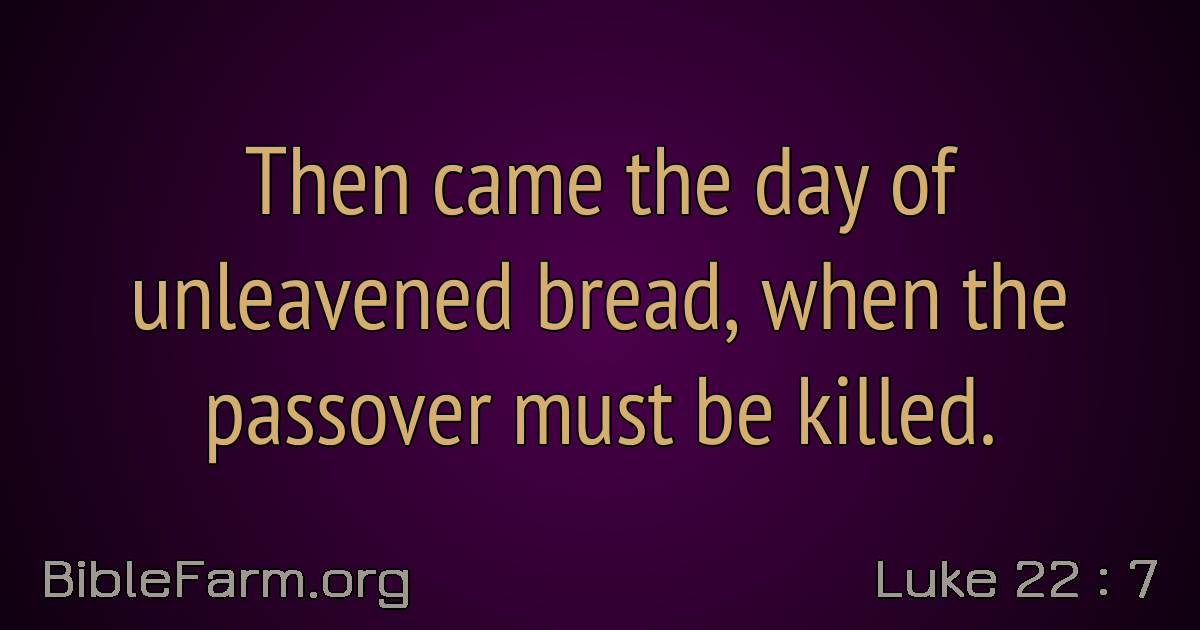 Then came the day of
unleavened bread, when the
passover must be killed.
BibleFarm.org
Luke 22 : 7